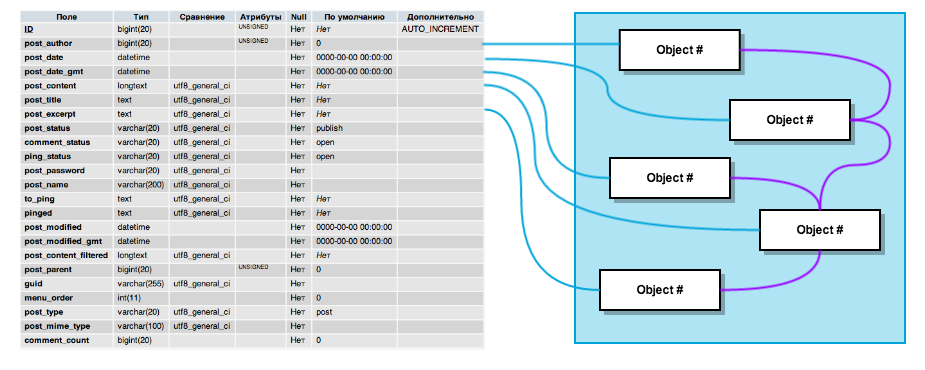 Поле Тип Сравнение Атрибуты Null По умолчанию Дополнительно
ID bigint(20) UNSIGNED Нет Нет AUTO_INCREMENT
post_author bigint(20) UNSIGNED Нет 0
post_date datetime Нет 0000-00-00 00:00:00
post_date_gmt datetime Нет 0000-00-00 00:00:00
post_content longtext utf8_general_ci Нет Нет
post_title text utf8_general_ci Нет Нет
post_excerpt text utf8_general_ci Нет Нет
post_status varchar(20) utf8_general_ci Нет publish
comment_status varchar(20) utf8_general_ci Нет open
ping_status varchar(20) utf8_general_ci Нет open
post_password varchar(20) utf8_general_ci Нет
post_name varchar(200) utf8_general_ci Нет
to_ping text utf8_general_ci Нет Нет
pinged text utf8_general_ci Нет Нет
post_modified datetime Нет 0000-00-00 00:00:00
post_modified_gmt datetime Нет 0000-00-00 00:00:00
post_content_filtered longtext utf8_general_ci Нет Нет
post_parent bigint(20) UNSIGNED Нет 0
guid varchar(255) utf8_general_ci Нет
menu_order int(11) Нет 0
post_type varchar(20) utf8_general_ci Нет post
post_mime_type varchar(100) utf8_general_ci Нет
comment_count bigint(20) Нет 0
Object #
Object #
Object #
Object #
Object #